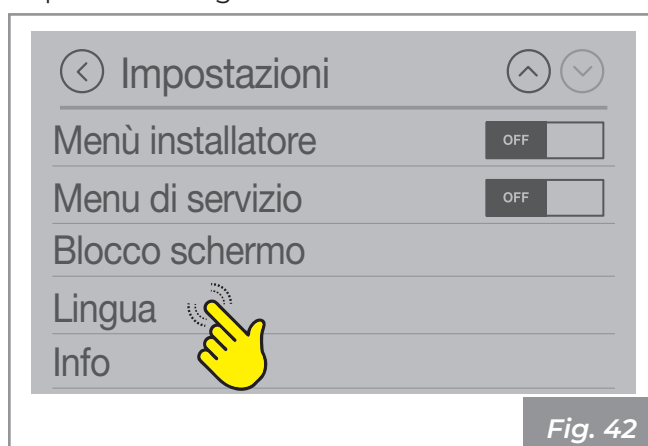 Impostazioni
Menù installatore OFF
Menu di servizio OFF
Blocco schermo
Lingua
Info
Fig. 42